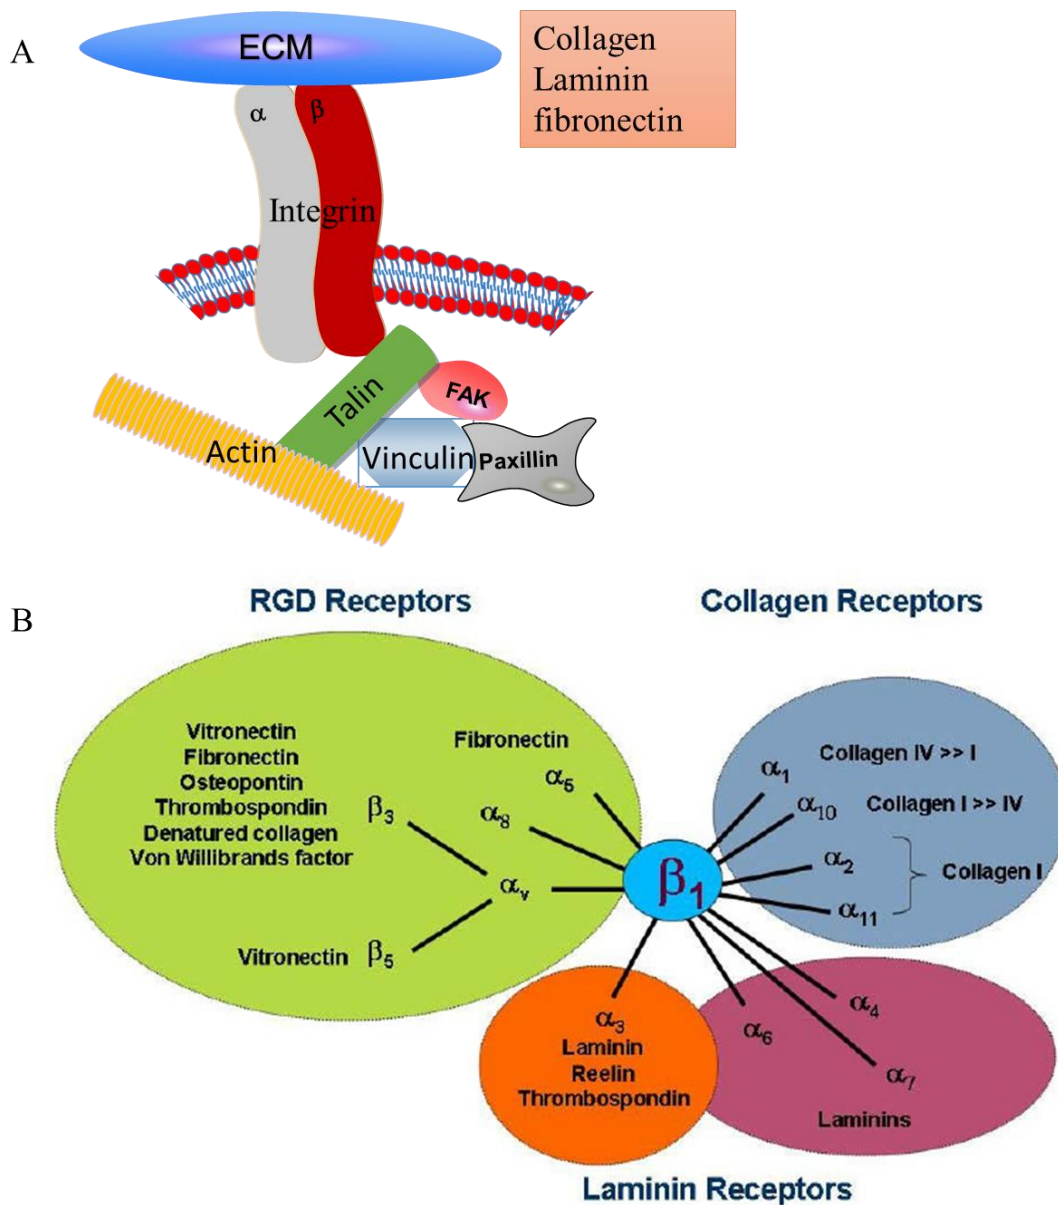 A
ECM
Collagen
Laminin
fibronectin
α
β
Integrin
Talin
FAK
Actin
Vinculin
Paxillin
B
RGD Receptors
Collagen Receptors
Vitronectin
Fibronectin
Osteopontin
Thrombospondin
Denatured collagen
Von Willibrands factor
β3
Fibronectin
α5
α8
αv
Vitronectin β5
β1
α1
Collagen IV >> I
α10
Collagen I >> IV
α2
α11
Collagen I
α3
Laminin
Reelin
Thrombospondin
α6
α4
α7
Laminins
Laminin Receptors